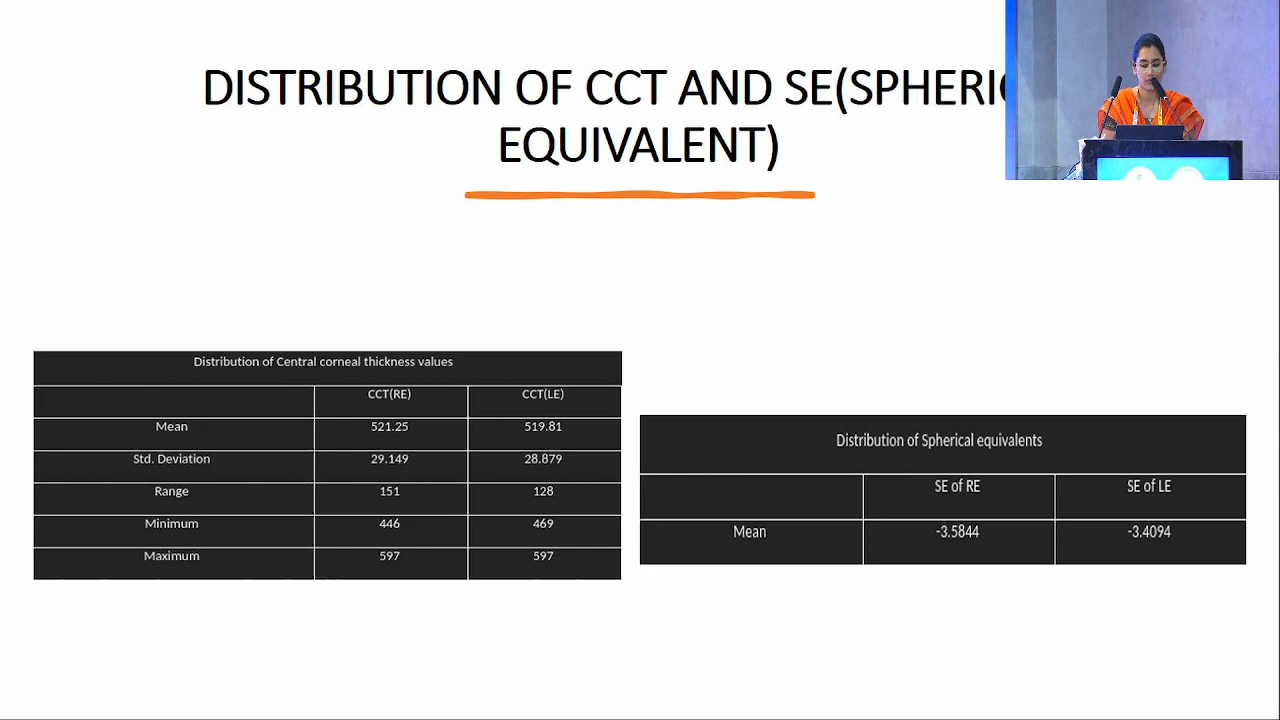 DISTRIBUTION OF CCT AND
EQUIVALENT)
Distribution of Central corneal thickness values
CCT(RE) CCT(LE)
Mean 521.25 519.81
Std. Deviation 29.149 28.879
Range 151 128
Minimum 446 469
Maximum 597 597
Distribution of Spherical equivalents
SE of RE SE of LE
Mean -3.5844 -3.4094